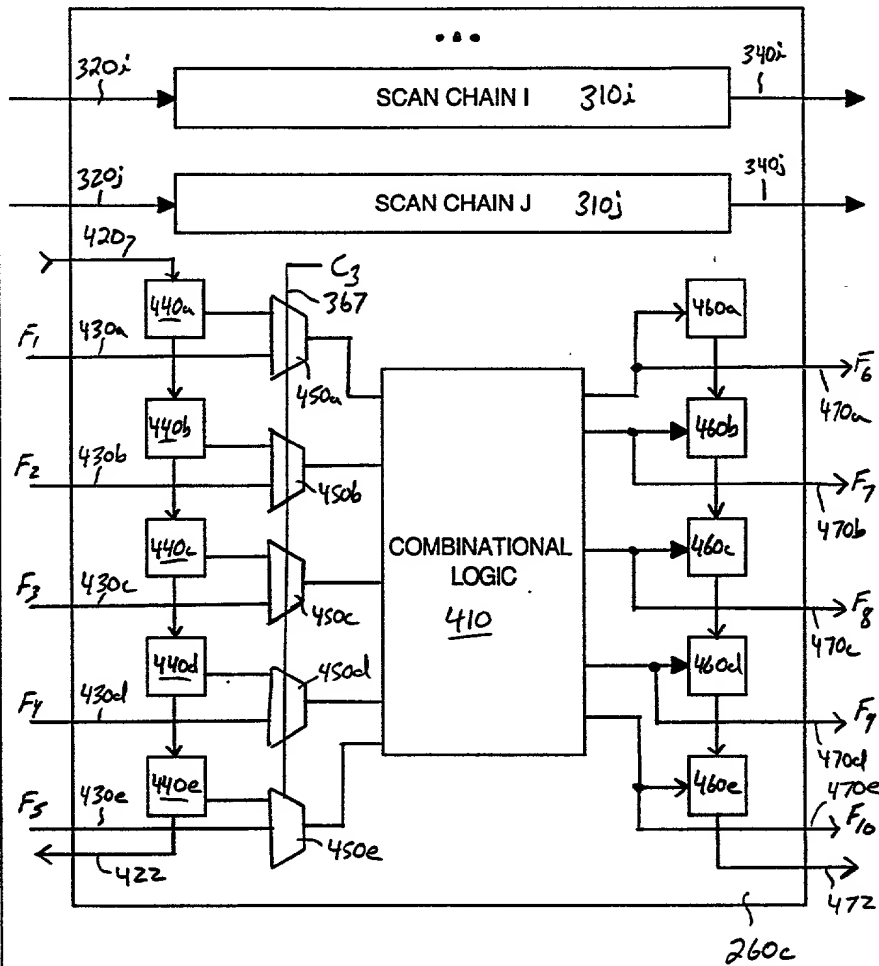 •••
320i
340i
SCAN CHAIN I 310i
320j
340j
SCAN CHAIN J 310j
420
C3
367
440a
460a
F1
430a
450a
F6
470a
440b
460b
F2
430b
450b
F7
470b
440c
460c
COMBINATIONAL
LOGIC
410
F3
430c
450c
F8
470c
440d
450d
460d
F4
430d
F9
470d
440e
460e
470e
F5
430e
F10
450e
422
472
260c